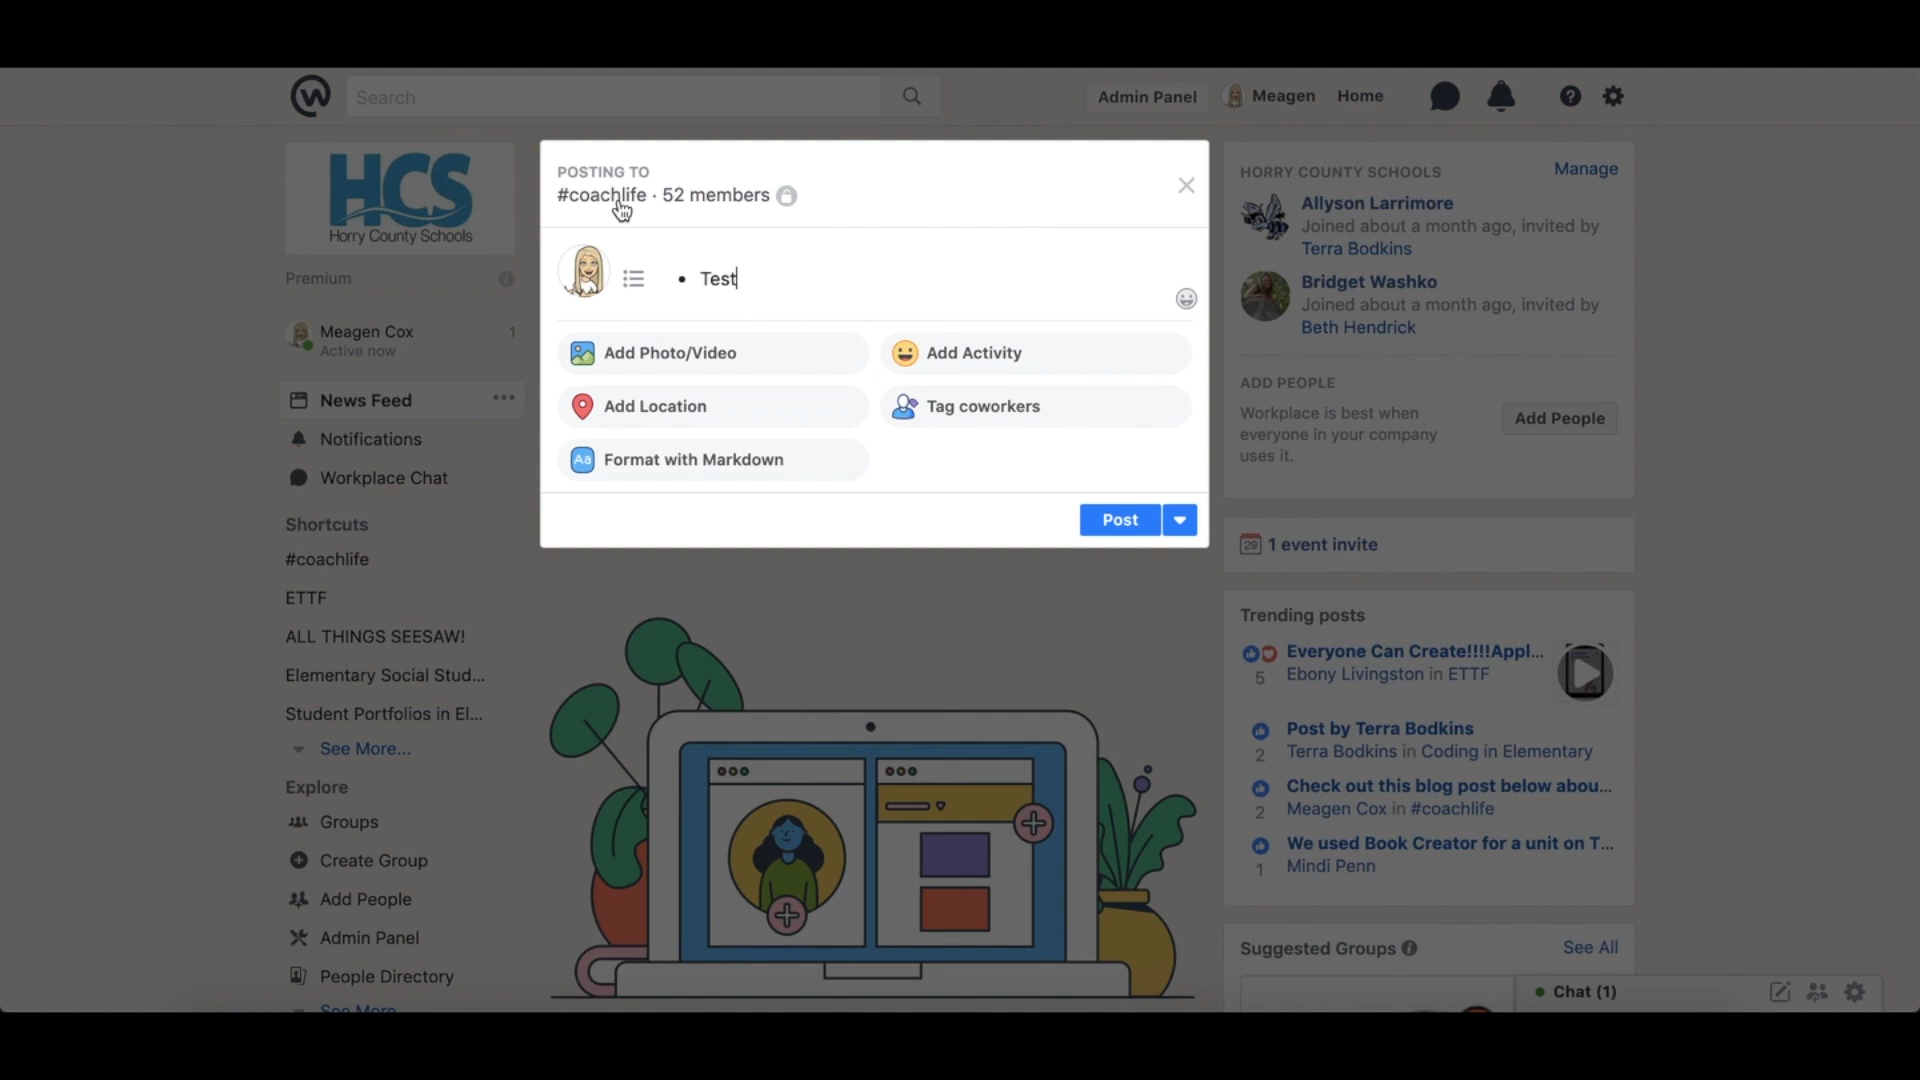 Search
Admin Panel
Meagen
Home
HCS
Horry County Schools
Premium
Meagen Cox
1
Active now
News Feed
Notifications
Workplace Chat
Shortcuts
#coachlife
ETTF
ALL THINGS SEESAW!
Elementary Social Stud...
Student Portfolios in El...
See More...
Explore
Groups
Create Group
Add People
Admin Panel
People Directory
See More
POSTING TO
#coachlife · 52 members
• Test
Add Photo/Video
Add Activity
Add Location
Tag coworkers
Aa Format with Markdown
Post
HORRY COUNTY SCHOOLS
Manage
Allyson Larrimore
Joined about a month ago, invited by
Terra Bodkins
Bridget Washko
Joined about a month ago, invited by
Beth Hendrick
ADD PEOPLE
Workplace is best when
everyone in your company
uses it.
Add People
29 1 event invite
Trending posts
Everyone Can Create!!!!Appl...
5 Ebony Livingston in ETTF
Post by Terra Bodkins
2 Terra Bodkins in Coding in Elementary
Check out this blog post below abou...
2 Meagen Cox in #coachlife
We used Book Creator for a unit on T...
1 Mindi Penn
Suggested Groups
See All
Chat (1)